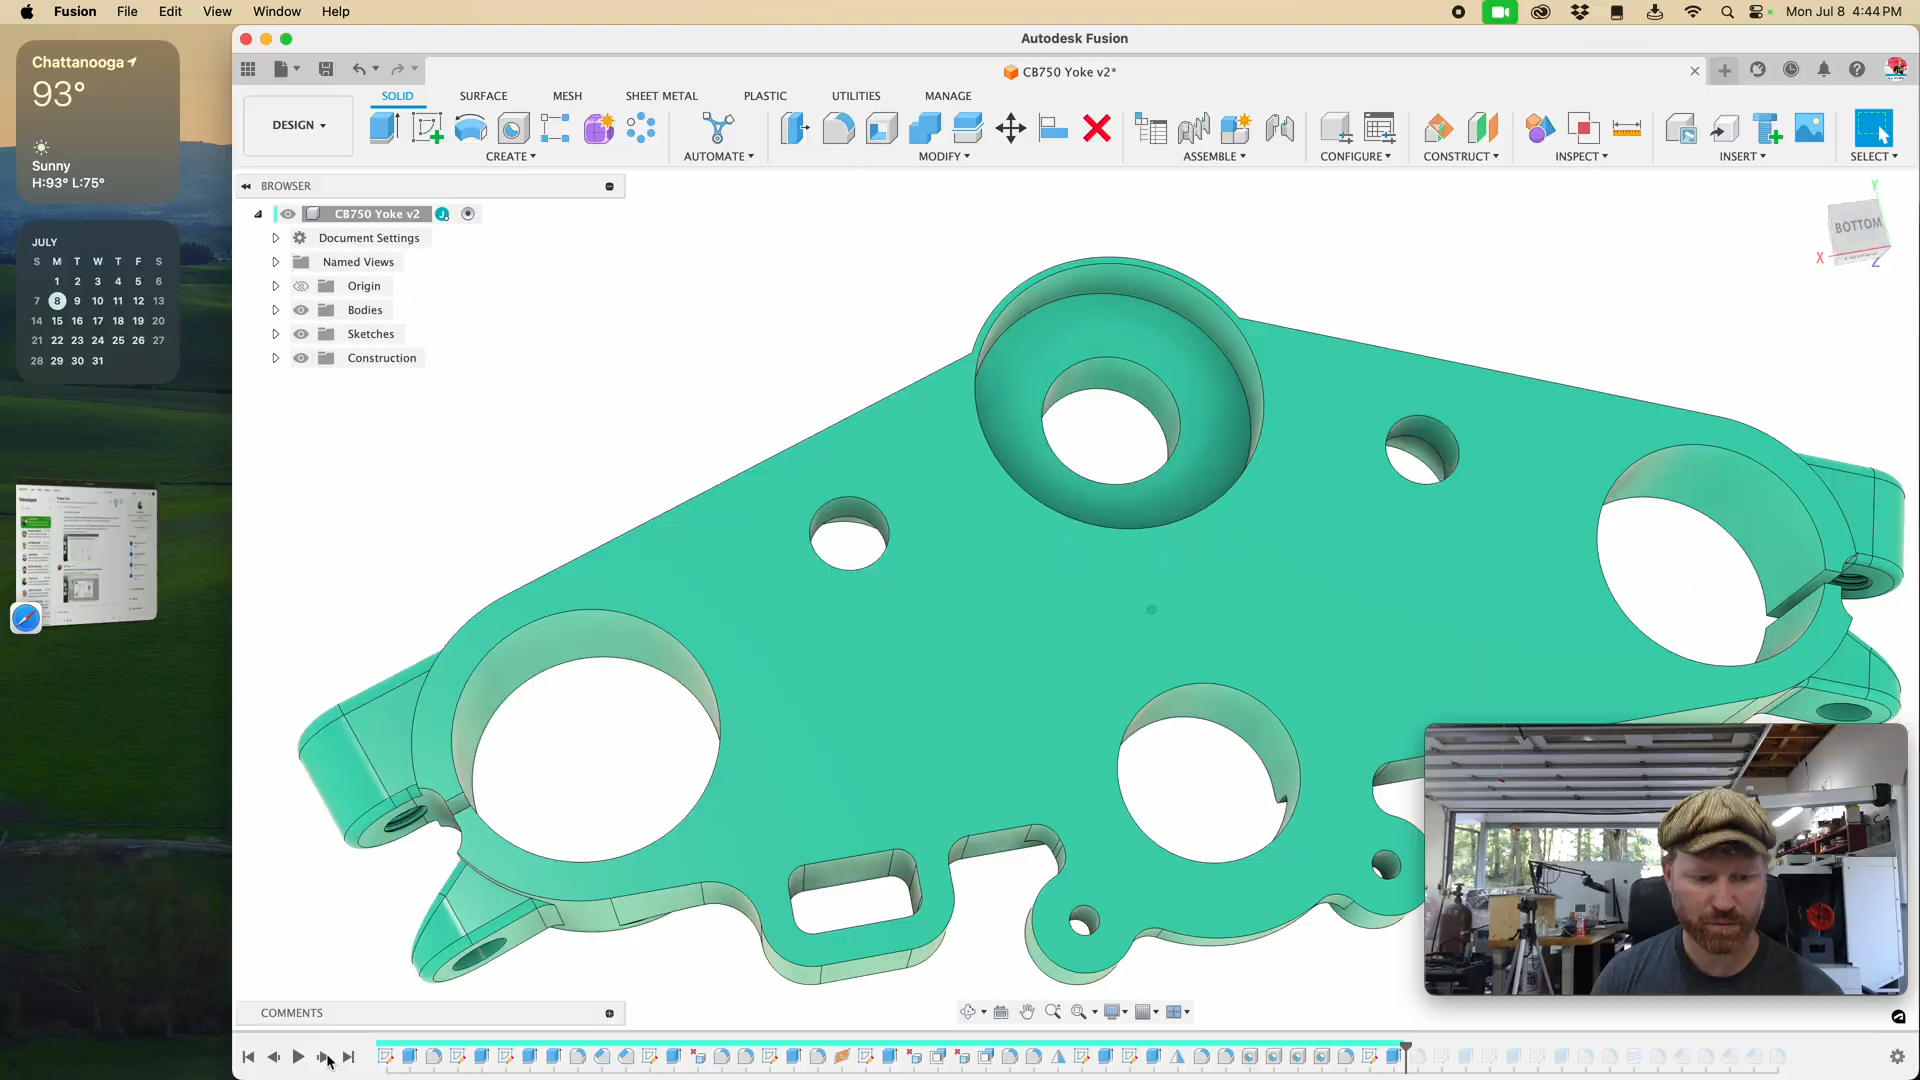 Fusion File Edit View Window Help
Mon Jul 8 4:44 PM
Chattanooga
93°
Sunny
H:93° L:75°
JULY
S M T W T F S
1 2 3 4 5 6
7 8 9 10 11 12 13
14 15 16 17 18 19 20
21 22 23 24 25 26 27
28 29 30 31
Autodesk Fusion
CB750 Yoke v2*
SOLID SURFACE MESH SHEET METAL PLASTIC UTILITIES MANAGE
DESIGN
CREATE AUTOMATE MODIFY ASSEMBLE CONFIGURE CONSTRUCT INSPECT INSERT SELECT
BROWSER
CB750 Yoke v2
Document Settings
Named Views
Origin
Bodies
Sketches
Construction
Y
BOTTOM
X
Z
COMMENTS